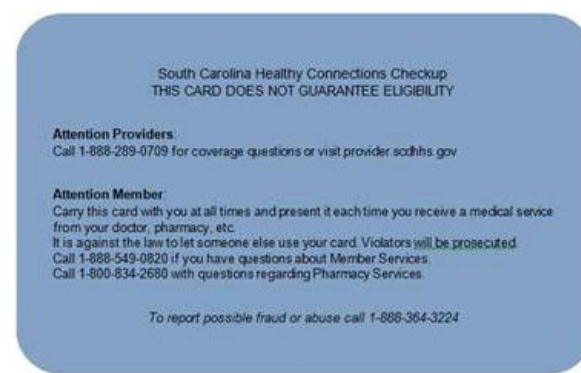 South Carolina Healthy Connections Checkup
THIS CARD DOES NOT GUARANTEE ELIGIBILITY
Attention Providers:
Call 1-888-289-0709 for coverage questions or visit provider.scdhhs.gov
Attention Member:
Carry this card with you at all times and present it each time you receive a medical service
from your doctor, pharmacy, etc.
It is against the law to let someone else use your card. Violators will be prosecuted.
Call 1-888-549-0820 if you have questions about Member Services.
Call 1-800-834-2680 with questions regarding Pharmacy Services.
To report possible fraud or abuse call 1-888-364-3224